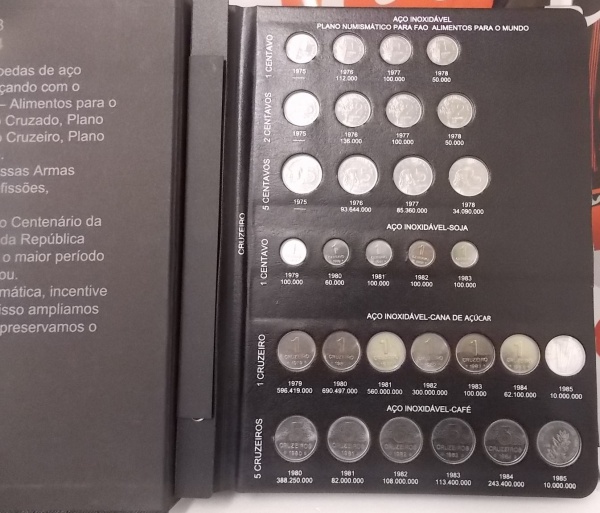 3
edas de aço
çando com o
– Alimentos para o
Cruzado, Plano
o Cruzeiro, Plano
ssas Armas
fissões,
o Centenário da
da República
o maior período
ou.
mática, incentive
isso ampliamos
preservamos o
CRUZEIRO
AÇO INOXIDÁVEL
PLANO NUMISMÁTICO PARA FAO ALIMENTOS PARA O MUNDO
1 CENTAVO
1975 1976 1977 1978
112.000 100.000 50.000
2 CENTAVOS
1975 1976 1977 1978
136.000 100.000 50.000
5 CENTAVOS
1975 1976 1977 1978
93.644.000 85.360.000 34.090.000
AÇO INOXIDÁVEL-SOJA
1 CENTAVO
1979 1980 1981 1982 1983
100.000 60.000 100.000 100.000 100.000
AÇO INOXIDÁVEL-CANA DE AÇÚCAR
1 CRUZEIRO
1979 1980 1981 1982 1983 1984 1985
596.419.000 690.497.000 560.000.000 300.000.000 100.000 62.100.000 10.000.000
AÇO INOXIDÁVEL-CAFÉ
5 CRUZEIROS
1980 1981 1982 1983 1984 1985
388.250.000 82.000.000 108.000.000 113.400.000 243.400.000 10.000.000